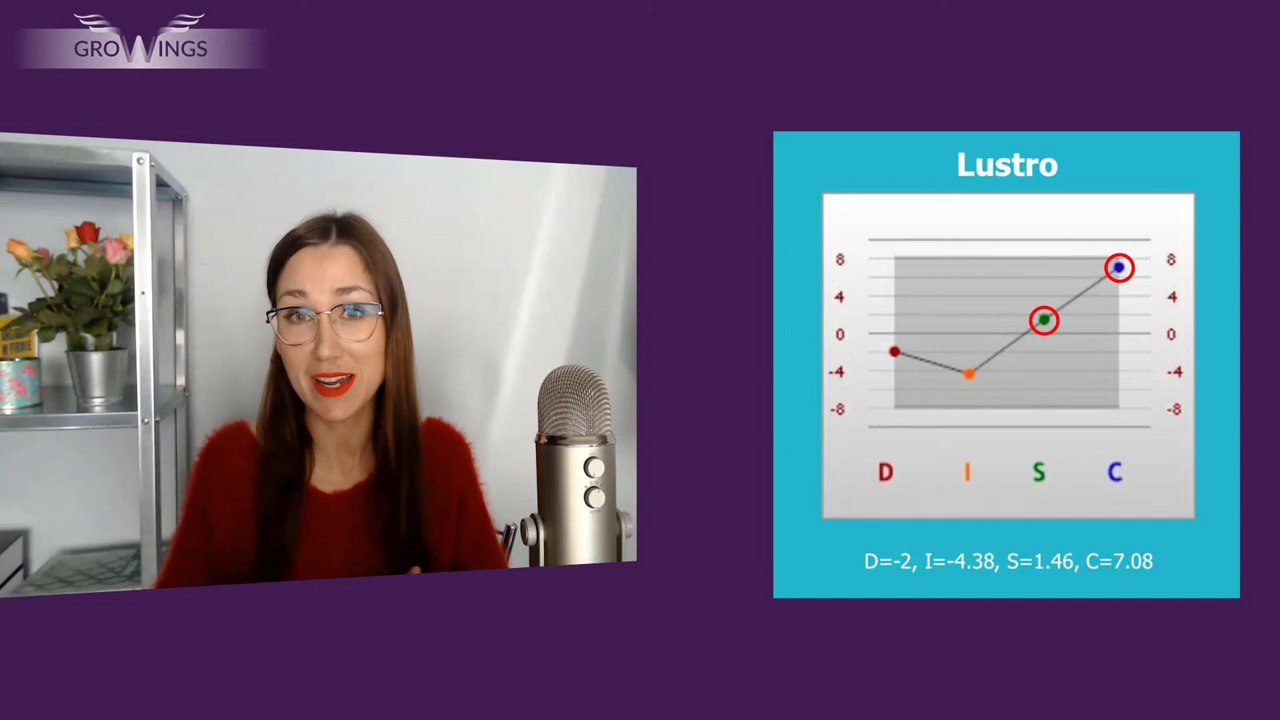 GROWINGS
Lustro
8 8
4 4
0 0
-4 -4
-8 -8
D I S C
D=-2, I=-4.38, S=1.46, C=7.08